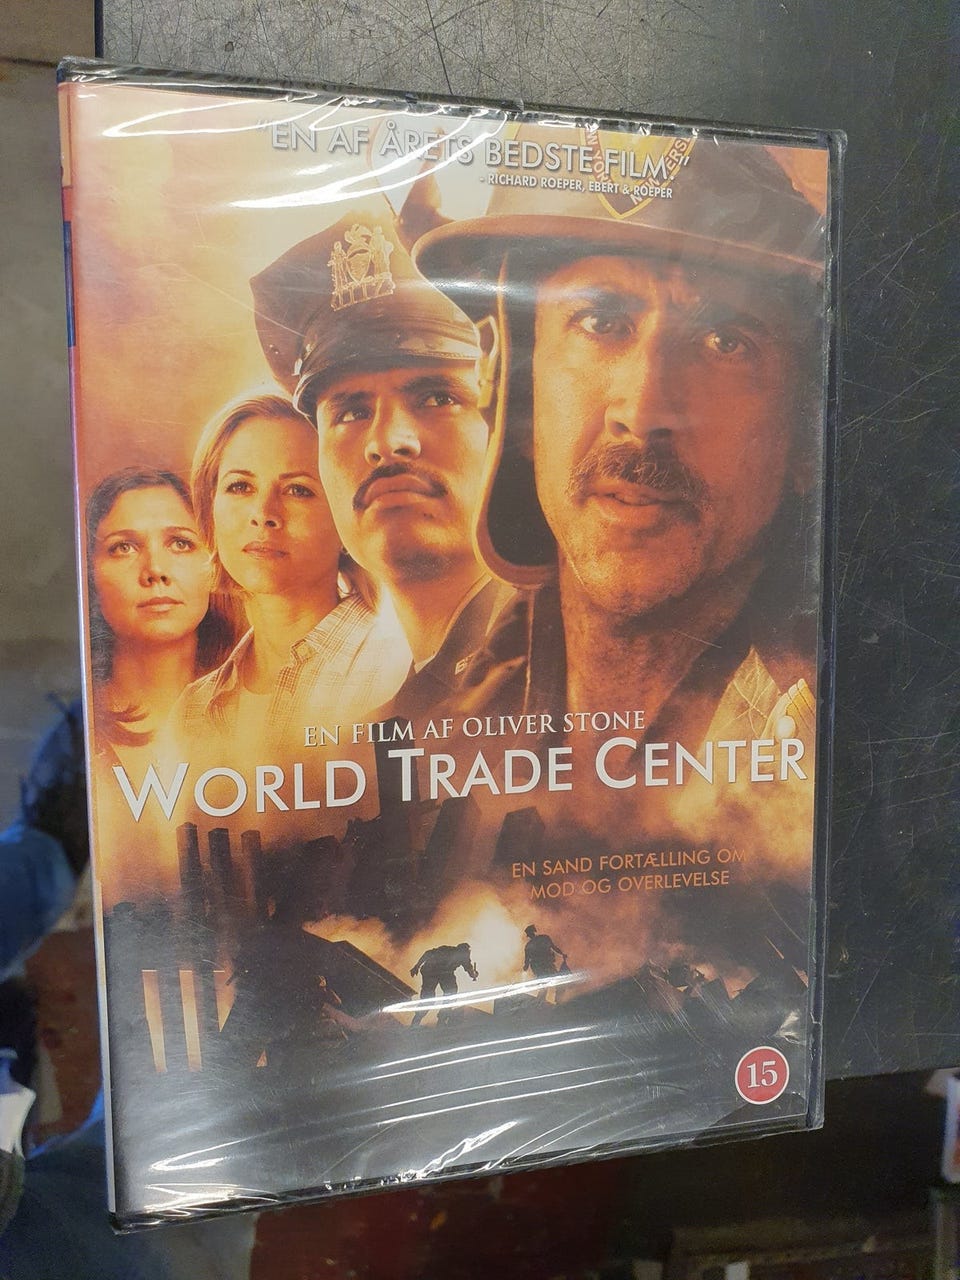 "EN AF ÅRETS BEDSTE FILM."
- RICHARD ROEPER, EBERT & ROEPER
EN FILM AF OLIVER STONE
WORLD TRADE CENTER
EN SAND FORTÆLLING OM
MOD OG OVERLEVELSE
15